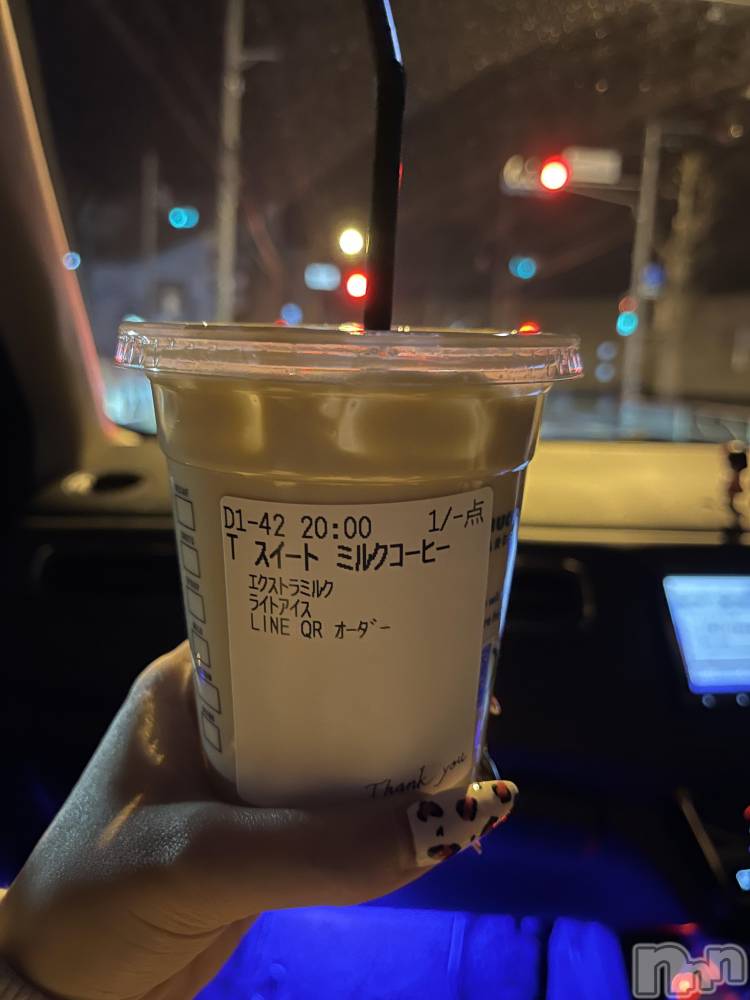 D1-42 20:00 1/-点
T スイート ミルクコーヒー
エクストラミルク
ライトアイス
LINE QR オーダー
Thank you
nnn